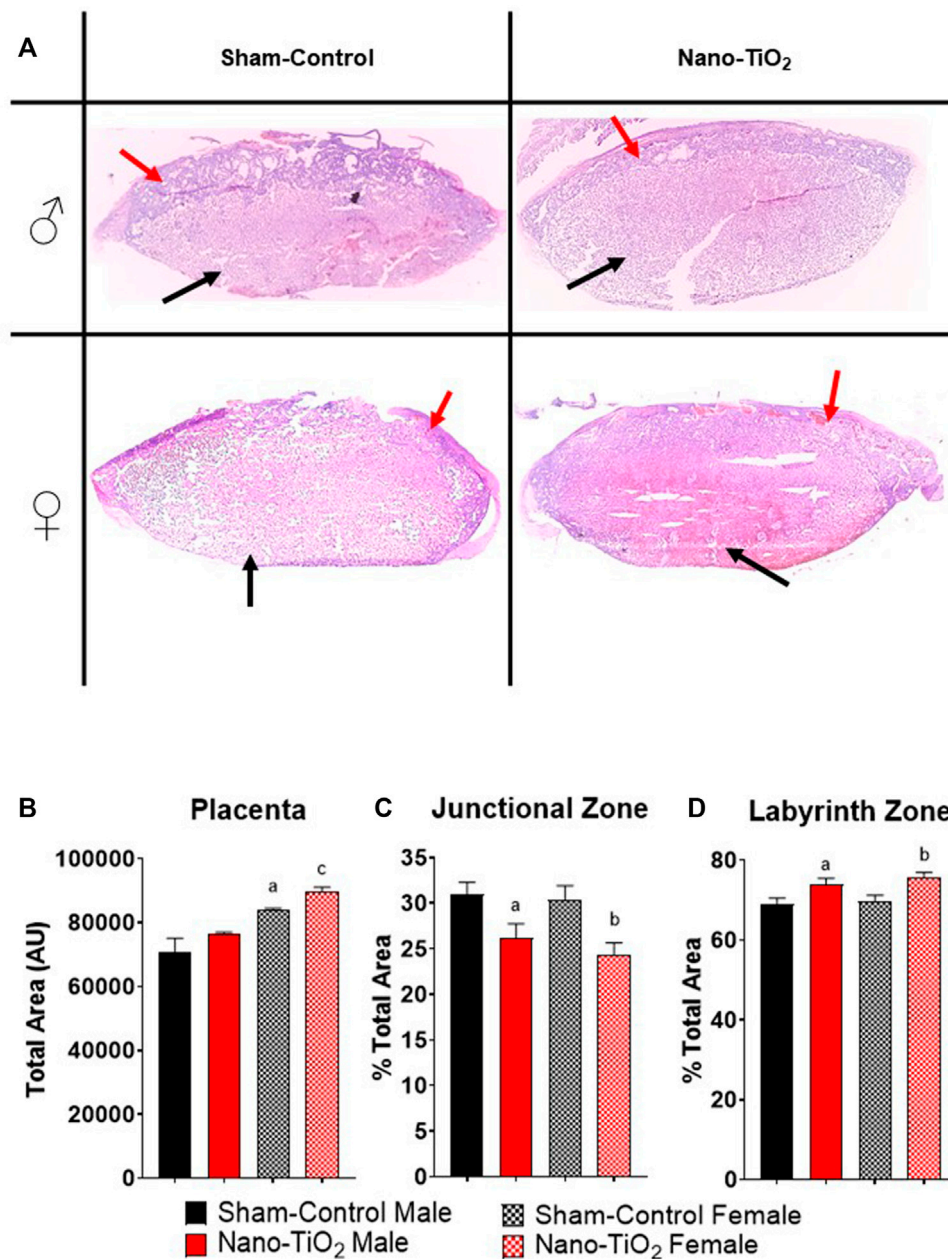 A
Sham-Control
Nano-TiO₂
♂
♀
B
Placenta
C
Junctional Zone
D
Labyrinth Zone
Total Area (AU)
100000
80000
60000
40000
20000
0
a
c
% Total Area
35
30
25
20
15
10
5
0
a
b
% Total Area
80
60
40
20
0
a
b
Sham-Control Male
Sham-Control Female
Nano-TiO₂ Male
Nano-TiO₂ Female